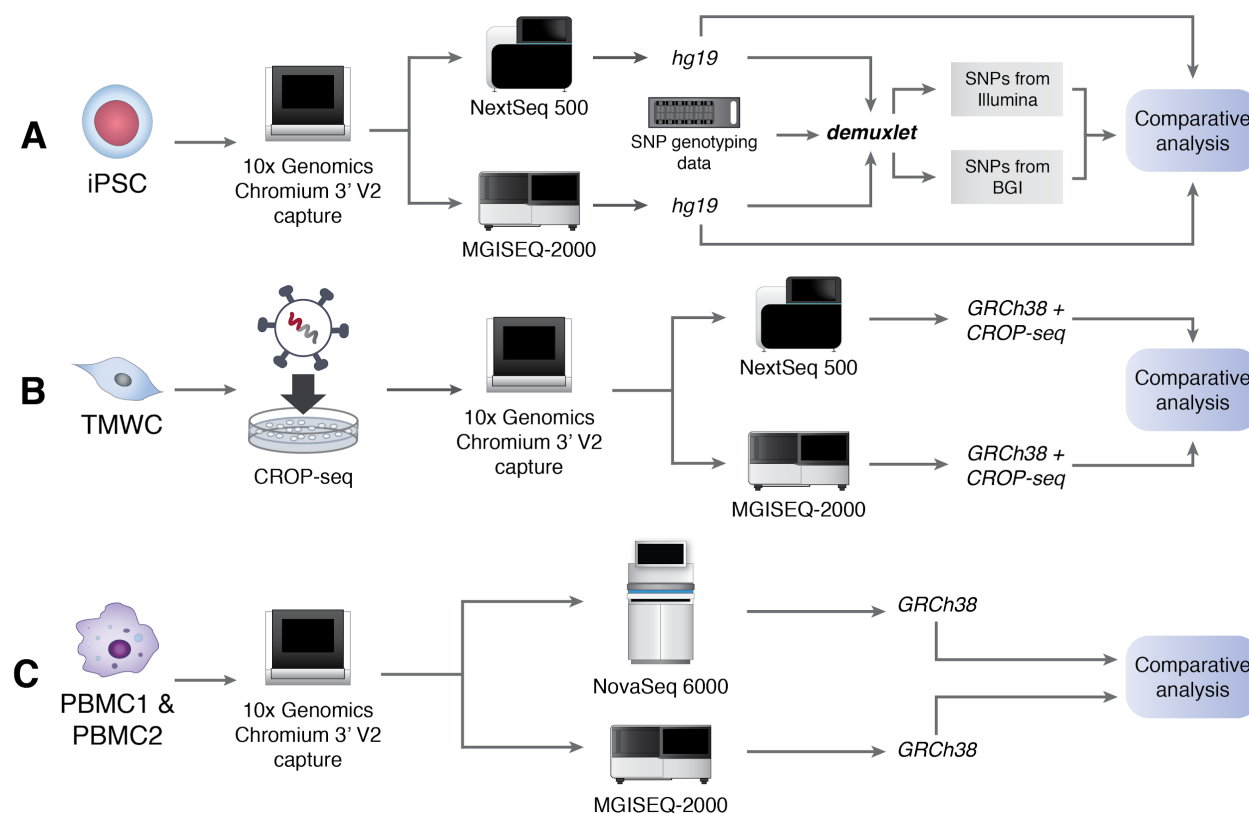 A
iPSC
10x Genomics
Chromium 3’ V2
capture
NextSeq 500
MGISEQ-2000
hg19
SNP genotyping
data
hg19
demuxlet
SNPs from
Illumina
SNPs from
BGI
Comparative
analysis
B
TMWC
CROP-seq
10x Genomics
Chromium 3’ V2
capture
NextSeq 500
MGISEQ-2000
GRCh38 +
CROP-seq
GRCh38 +
CROP-seq
Comparative
analysis
C
PBMC1 &
PBMC2
10x Genomics
Chromium 3’ V2
capture
NovaSeq 6000
MGISEQ-2000
GRCh38
GRCh38
Comparative
analysis